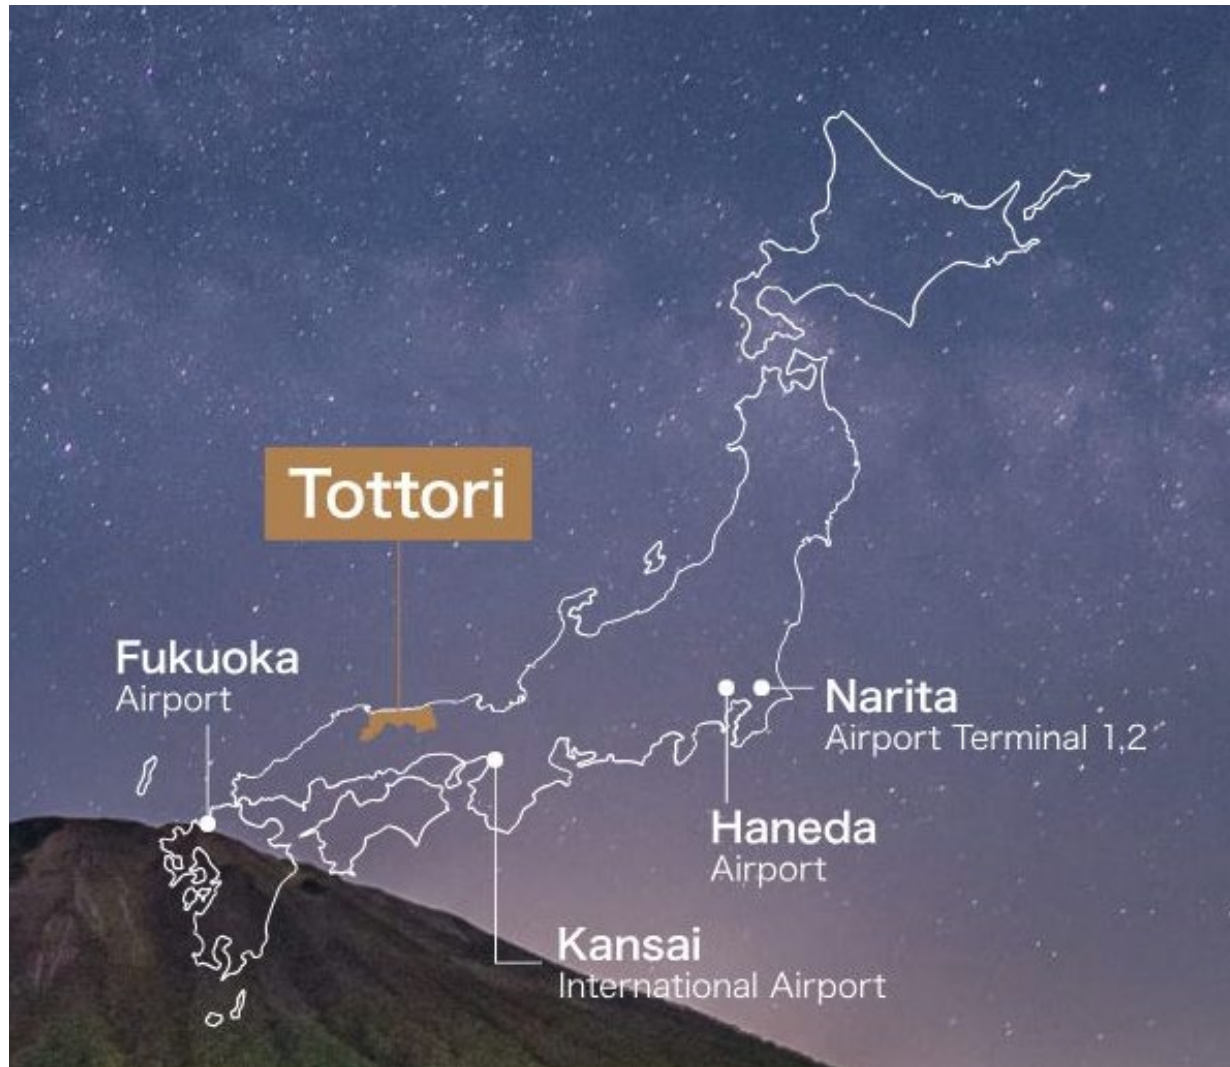 Tottori
Fukuoka
Airport
Narita
Airport Terminal 1,2
Haneda
Airport
Kansai
International Airport